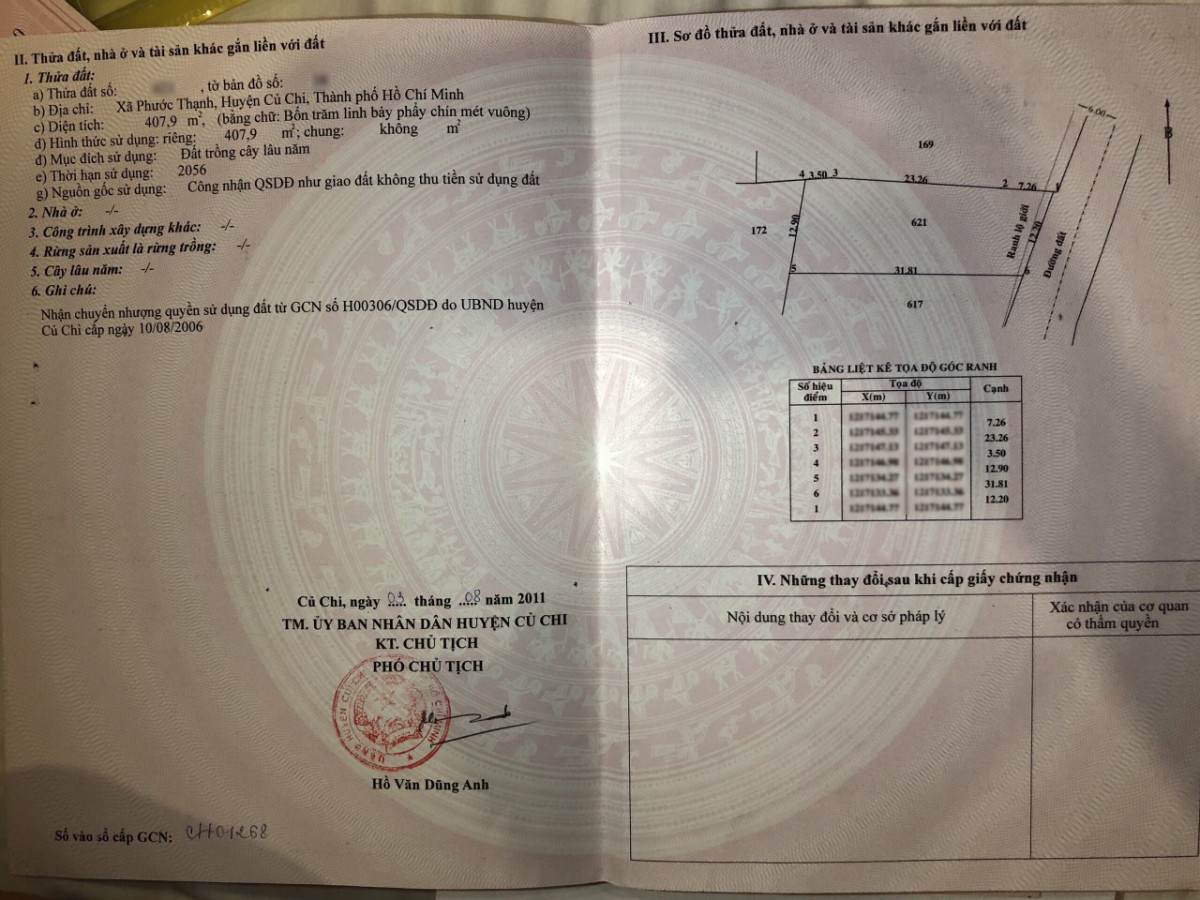 II. Thửa đất, nhà ở và tài sản khác gắn liền với đất
1. Thửa đất:
a) Thửa đất số: , tờ bản đồ số:
b) Địa chỉ: Xã Phước Thạnh, Huyện Củ Chi, Thành phố Hồ Chí Minh
c) Diện tích: 407,9 m², (bằng chữ: Bốn trăm linh bảy phẩy chín mét vuông)
d) Hình thức sử dụng: riêng: 407,9 m²; chung: không m²
đ) Mục đích sử dụng: Đất trồng cây lâu năm
e) Thời hạn sử dụng: 2056
g) Nguồn gốc sử dụng: Công nhận QSDĐ như giao đất không thu tiền sử dụng đất
2. Nhà ở: -/-
3. Công trình xây dựng khác: -/-
4. Rừng sản xuất là rừng trồng: -/-
5. Cây lâu năm: -/-
6. Ghi chú:
Nhận chuyển nhượng quyền sử dụng đất từ GCN số H00306/QSDĐ do UBND huyện
Củ Chi cấp ngày 10/08/2006
Củ Chi, ngày 03 tháng 08 năm 2011
TM. ỦY BAN NHÂN DÂN HUYỆN CỦ CHI
KT. CHỦ TỊCH
PHÓ CHỦ TỊCH
Hồ Văn Dũng Anh
Số vào sổ cấp GCN: CH01268
III. Sơ đồ thửa đất, nhà ở và tài sản khác gắn liền với đất
6.00
B
169
4 3.50 3 23.26 2 7.26 1
172
12.90
621
Ranh lộ giới
12.20
Đường đất
5 31.81 6
617
BẢNG LIỆT KÊ TỌA ĐỘ GÓC RANH
Số hiệu điểm Tọa độ Cạnh
X(m) Y(m)
1
7.26
2
23.26
3
3.50
4
12.90
5
31.81
6
12.20
1
IV. Những thay đổi sau khi cấp giấy chứng nhận
Nội dung thay đổi và cơ sở pháp lý
Xác nhận của cơ quan
có thẩm quyền